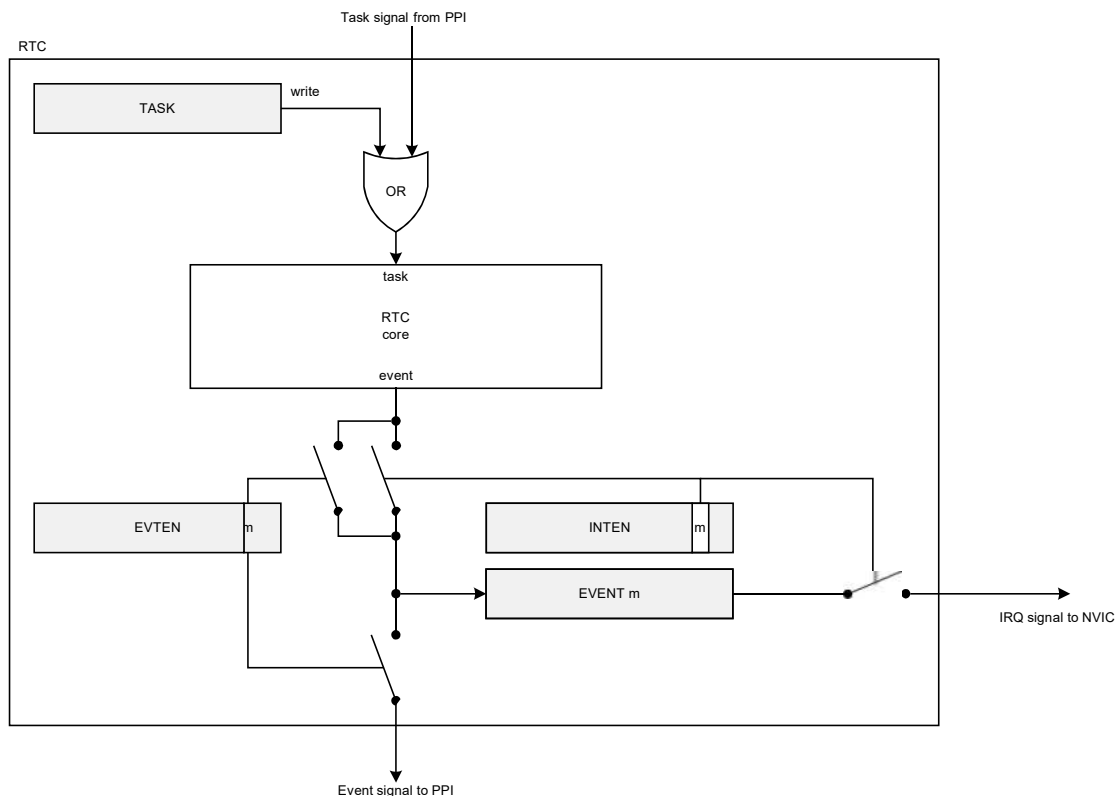 Task signal from PPI
RTC
TASK
write
OR
task
RTC
core
event
EVTEN
m
INTEN
m
EVENT m
IRQ signal to NVIC
Event signal to PPI